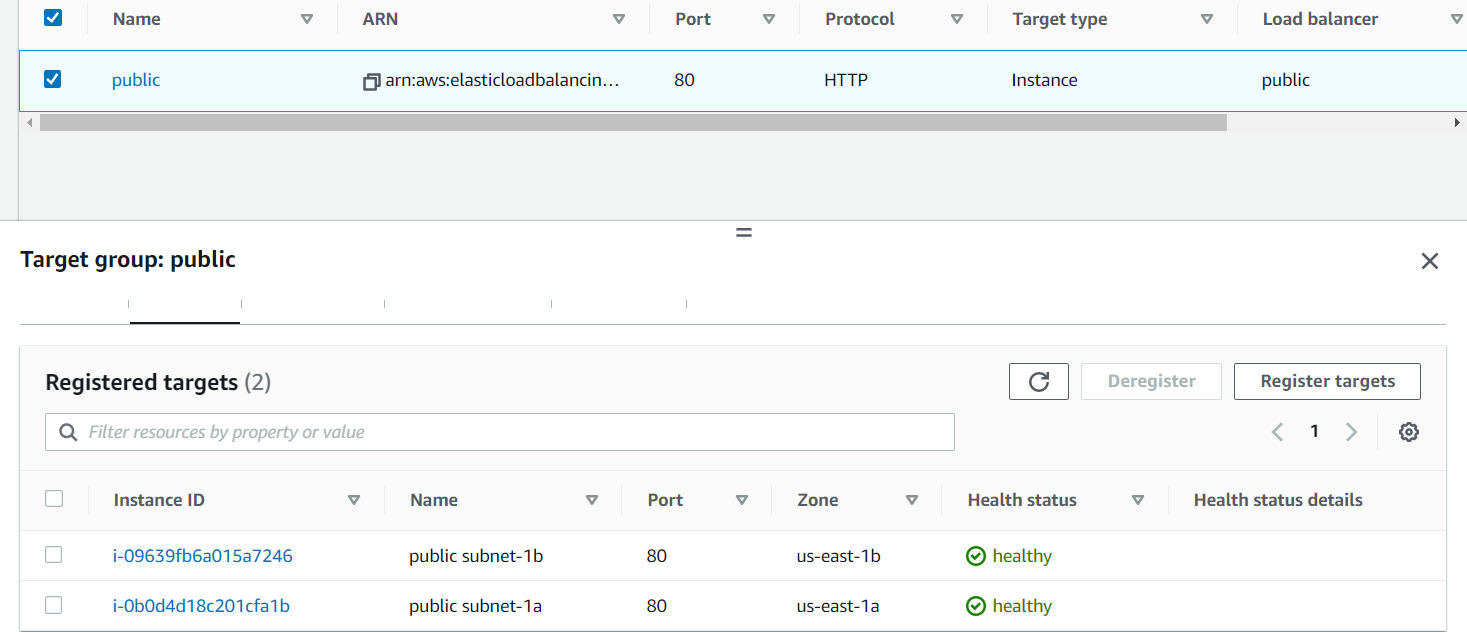 Name ARN Port Protocol Target type Load balancer
public arn:aws:elasticloadbalancin... 80 HTTP Instance public
Target group: public
Registered targets (2) Deregister Register targets
Filter resources by property or value 1
Instance ID Name Port Zone Health status Health status details
i-09639fb6a015a7246 public subnet-1b 80 us-east-1b healthy
i-0b0d4d18c201cfa1b public subnet-1a 80 us-east-1a healthy